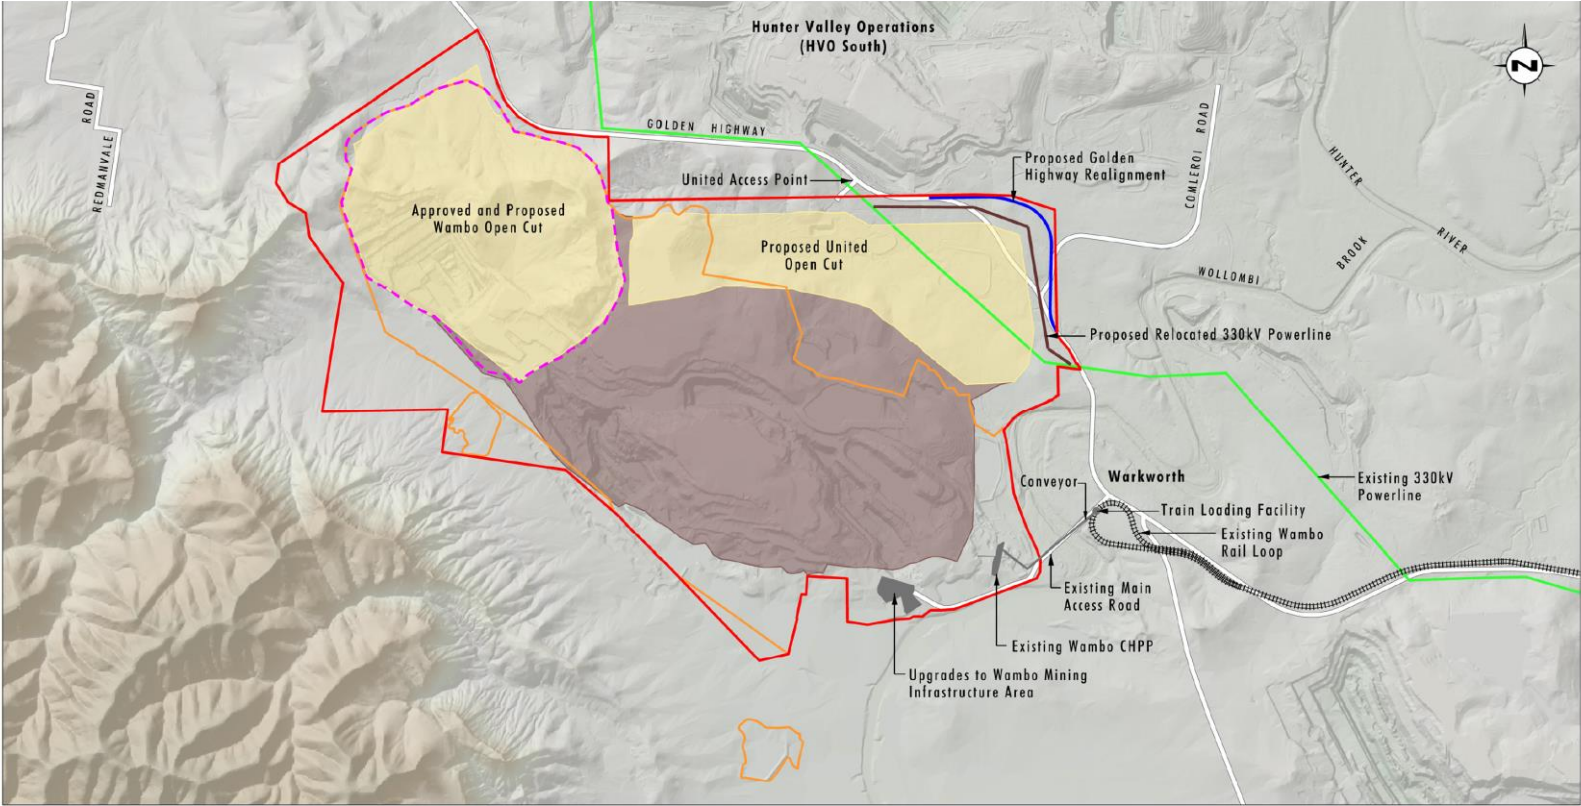 Hunter Valley Operations
(HVO South)
N
GOLDEN HIGHWAY
REDMANVALE ROAD
COMLEROI ROAD
HUNTER RIVER
Proposed Golden
Highway Realignment
United Access Point
Approved and Proposed
Wambo Open Cut
Proposed United
Open Cut
WOLLOMBI BROOK
Proposed Relocated 330kV Powerline
Conveyor
Warkworth
Existing 330kV
Powerline
Train Loading Facility
Existing Wambo
Rail Loop
Existing Main
Access Road
Existing Wambo CHPP
Upgrades to Wambo Mining
Infrastructure Area